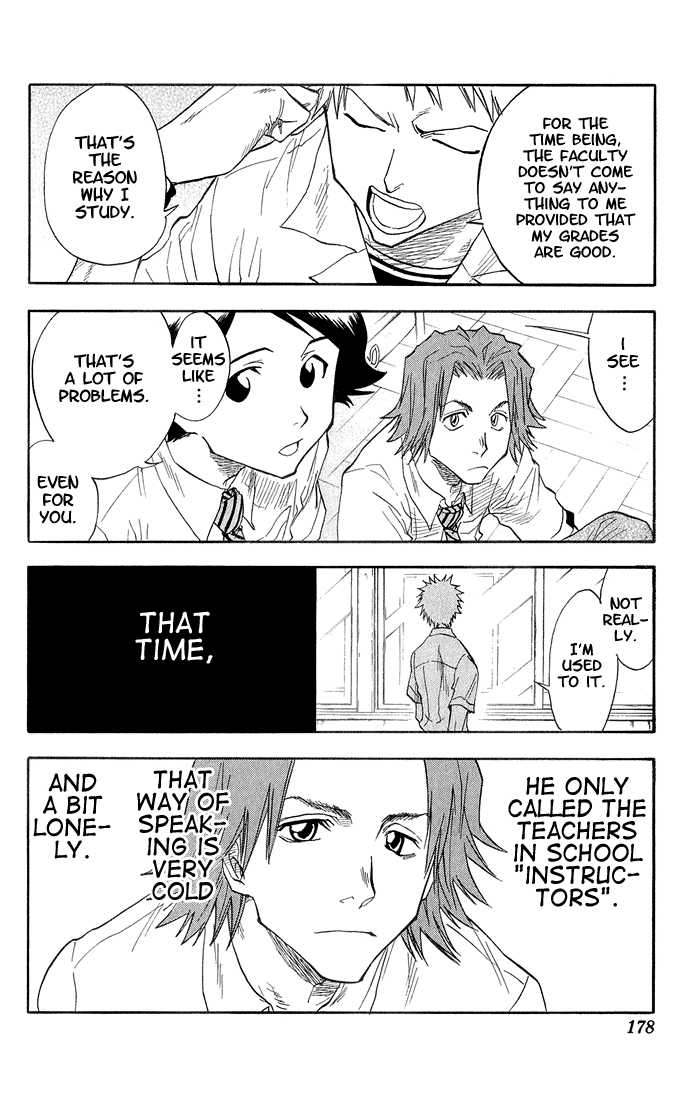 FOR THE
TIME BEING,
THE FACULTY
DOESN'T COME
TO SAY ANY-
THING TO ME
PROVIDED THAT
MY GRADES
ARE GOOD.
THAT'S
THE
REASON
WHY I
STUDY.
I
SEE
...
IT
SEEMS
LIKE
...
THAT'S
A LOT OF
PROBLEMS.
EVEN
FOR YOU.
NOT
REAL-
LY.
I'M
USED
TO IT.
THAT
TIME,
HE ONLY
CALLED THE
TEACHERS
IN SCHOOL
"INSTRUC-
TORS".
THAT
WAY OF
SPEAK-
ING IS
VERY
COLD
AND
A BIT
LONE-
LY.
178